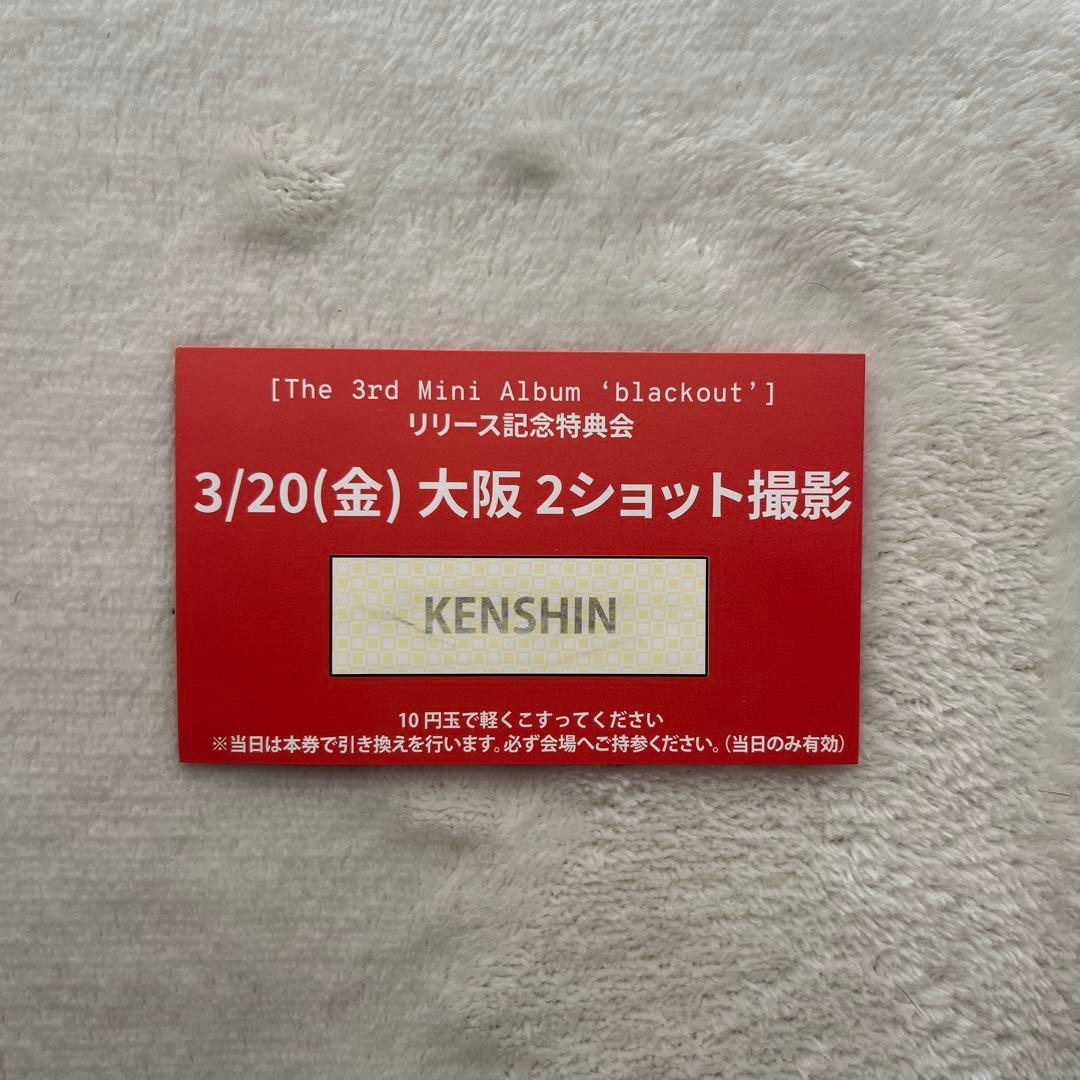 [The 3rd Mini Album ‘blackout’]
リリース記念特典会
3/20(金) 大阪 2ショット撮影
KENSHIN
10円玉で軽くこすってください
※当日は本券で引き換えを行います。必ず会場へご持参ください。(当日のみ有効)